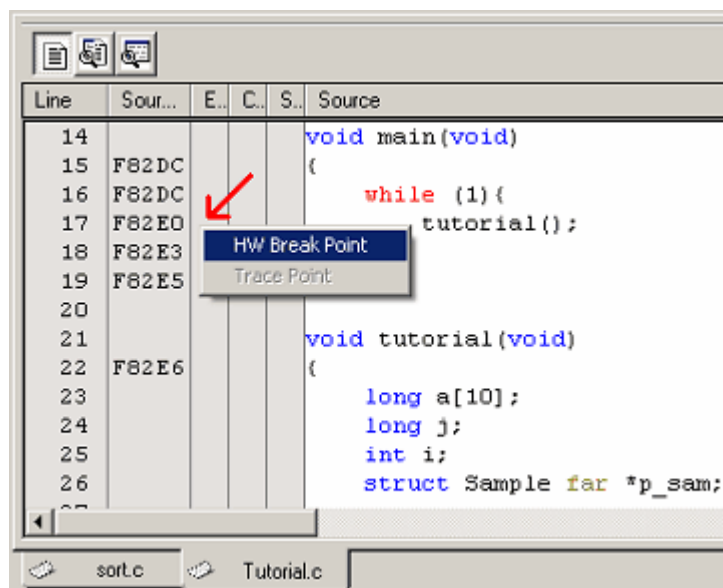 Line Sour... E.. C.. S.. Source
14 void main(void)
15 F82DC {
16 F82DC while (1){
17 F82E0 tutorial();
18 F82E3 HW Break Point
19 F82E5 Trace Point
20
21 void tutorial(void)
22 F82E6 {
23 long a[10];
24 long j;
25 int i;
26 struct Sample far *p_sam;
sort.c Tutorial.c